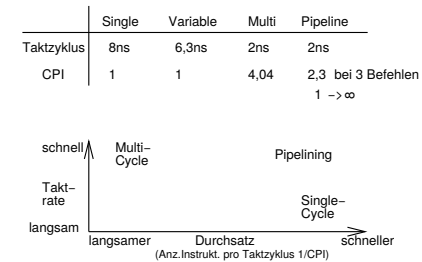 Single Variable Multi Pipeline
Taktzyklus 8ns 6,3ns 2ns 2ns
CPI 1 1 4,04 2,3 bei 3 Befehlen
1 −>∞
schnell Multi−
Cycle Pipelining
Takt−
rate
Single−
Cycle
langsam
langsamer Durchsatz schneller
(Anz.Instrukt. pro Taktzyklus 1/CPI)